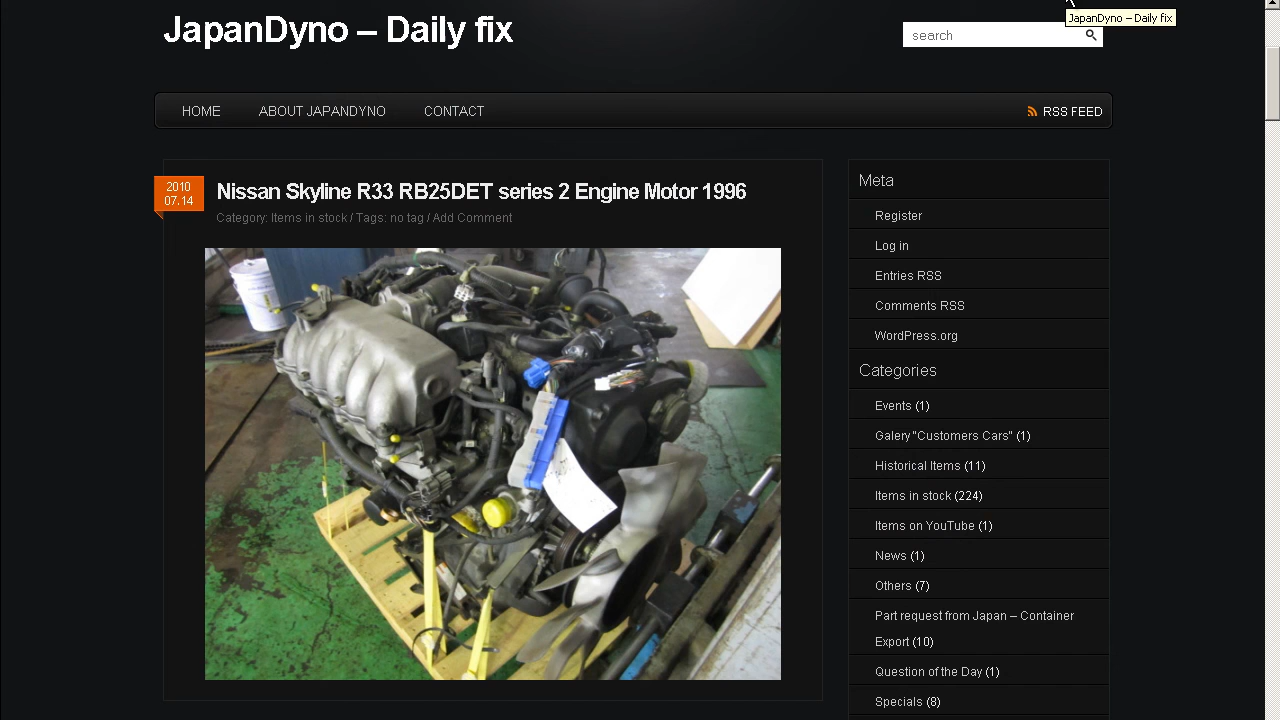 JapanDyno – Daily fix
JapanDyno – Daily fix
search
HOME
ABOUT JAPANDYNO
CONTACT
RSS FEED
2010
07.14
Nissan Skyline R33 RB25DET series 2 Engine Motor 1996
Category: Items in stock / Tags: no tag / Add Comment
Meta
Register
Log in
Entries RSS
Comments RSS
WordPress.org
Categories
Events (1)
Galery "Customers Cars" (1)
Historical Items (11)
Items in stock (224)
Items on YouTube (1)
News (1)
Others (7)
Part request from Japan – Container
Export (10)
Question of the Day (1)
Specials (8)